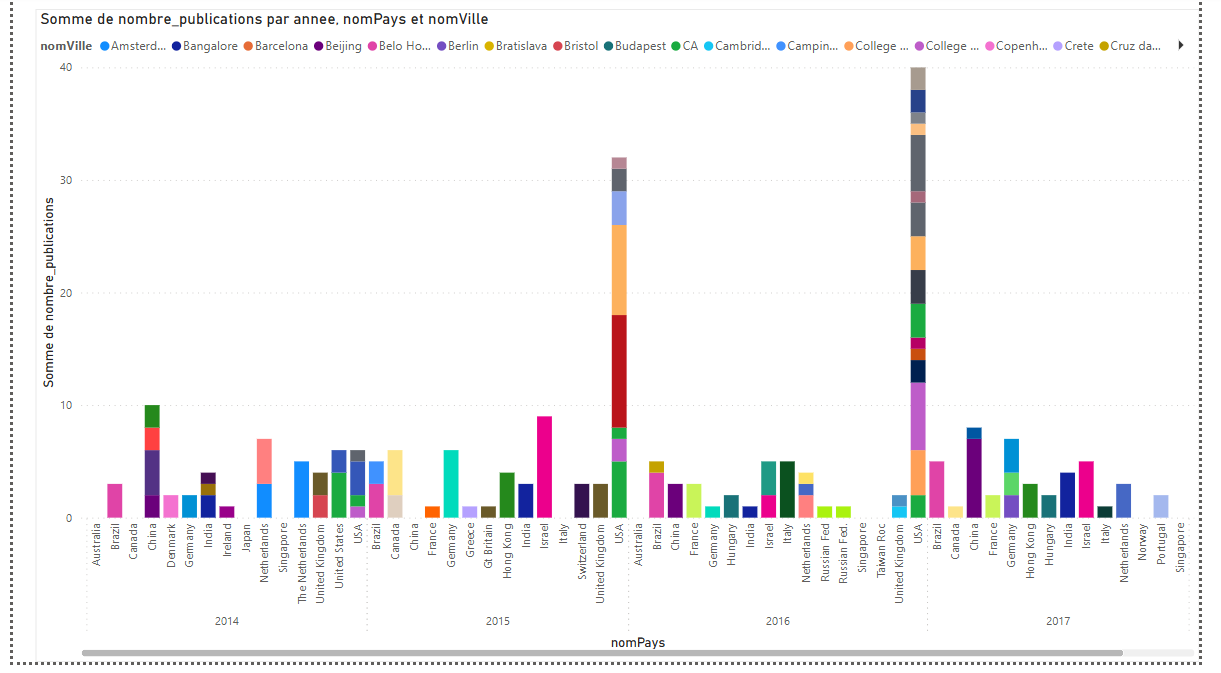 Somme de nombre_publications par annee, nomPays et nomVille
nomVille Amsterd... Bangalore Barcelona Beijing Belo Ho... Berlin Bratislava Bristol Budapest CA Cambrid... Campin... College ... College ... Copenh... Crete Cruz da...
40
30
20
10
0
Somme de nombre_publications
Australia
Brazil
Canada
China
Denmark
Germany
India
Ireland
Japan
Netherlands
Singapore
The Netherlands
United Kingdom
United States
USA
Brazil
Canada
China
France
Germany
Greece
Gt Britain
Hong Kong
India
Israel
Italy
Switzerland
United Kingdom
USA
Australia
Brazil
China
France
Germany
Hungary
India
Israel
Italy
Netherlands
Russian Fed
Russian Fed.
Singapore
Taiwan Roc
United Kingdom
USA
Brazil
Canada
China
France
Germany
Hong Kong
Hungary
India
Israel
Italy
Netherlands
Norway
Portugal
Singapore
2014
2015
2016
2017
nomPays